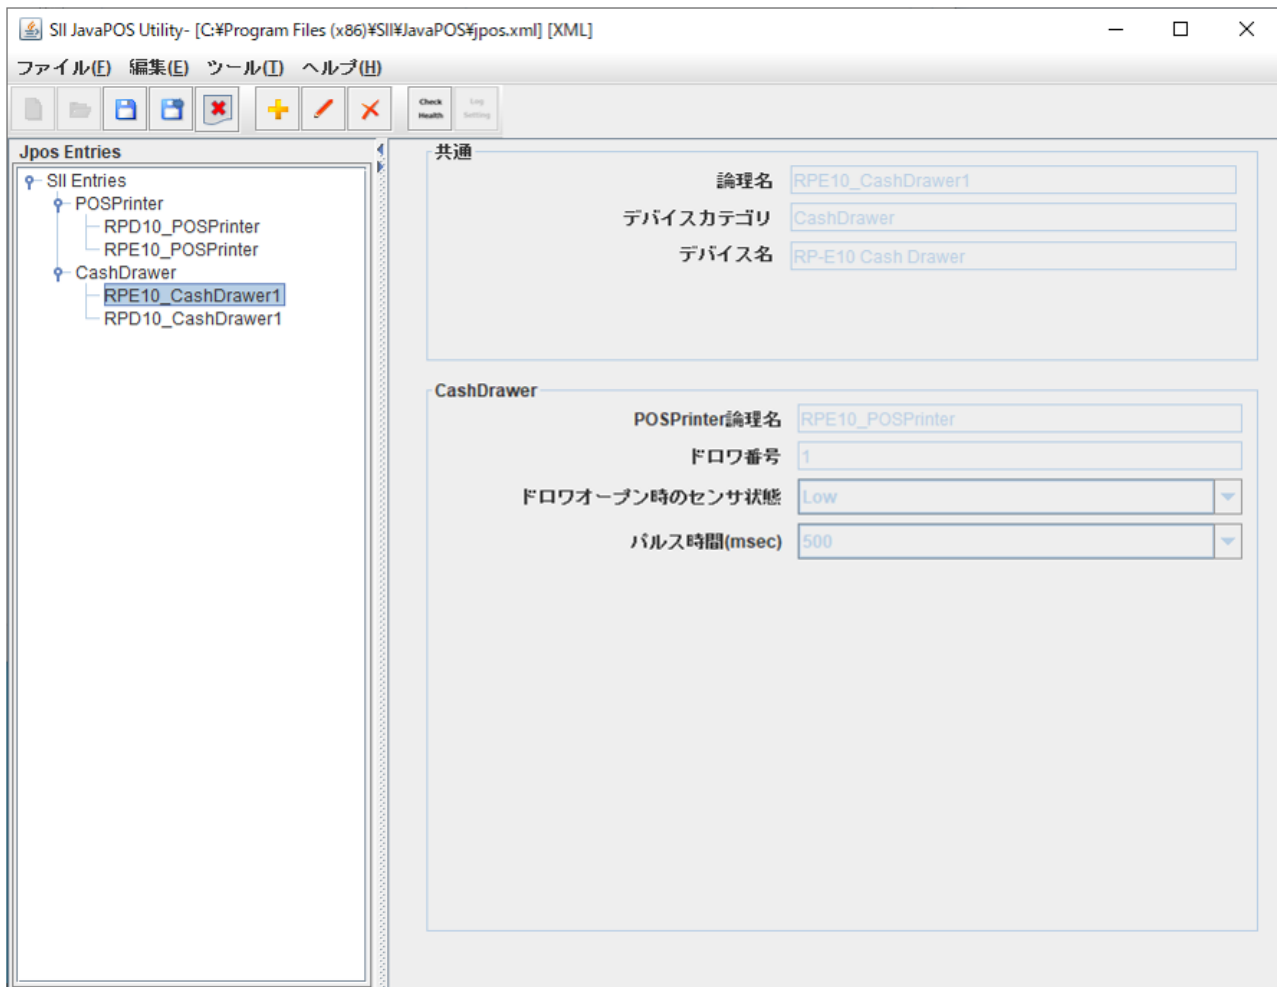 SII JavaPOS Utility- [C:¥Program Files (x86)¥SII¥JavaPOS¥jpos.xml] [XML]
ファイル(F) 編集(E) ツール(T) ヘルプ(H)
Check Health
Log Setting
Jpos Entries
SII Entries
POSPrinter
RPD10_POSPrinter
RPE10_POSPrinter
CashDrawer
RPE10_CashDrawer1
RPD10_CashDrawer1
共通
論理名 RPE10_CashDrawer1
デバイスカテゴリ CashDrawer
デバイス名 RP-E10 Cash Drawer
CashDrawer
POSPrinter論理名 RPE10_POSPrinter
ドロワ番号 1
ドロワオープン時のセンサ状態 Low
パルス時間(msec) 500